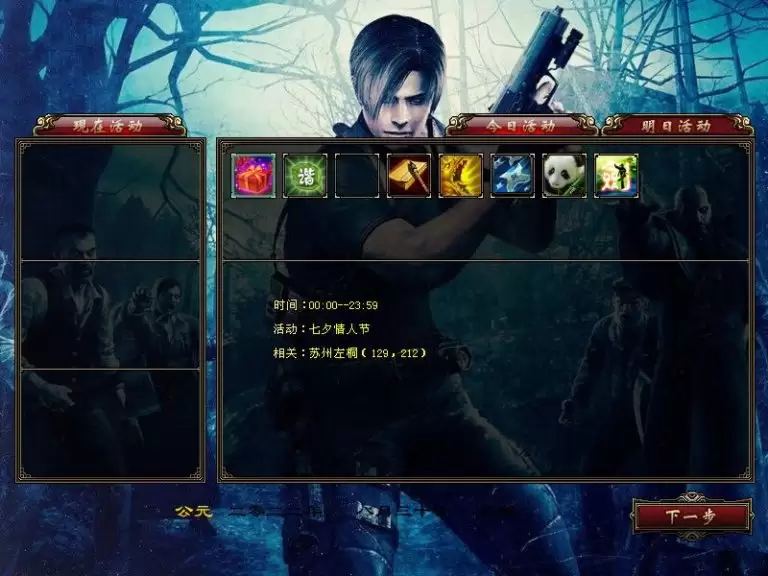 现在活动
今日活动
明日活动
谐
时间：00:00--23:59
活动：七夕情人节
相关：苏州左桐（129，212）
公元
下一步